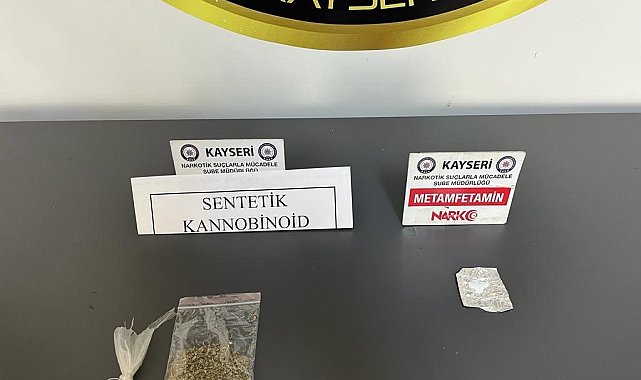 KAYSERİ
KAYSERİ
NARKOTİK SUÇLARLA MÜCADELE
ŞUBE MÜDÜRLÜĞÜ
SENTETİK
KANNOBİNOİD
KAYSERİ
NARKOTİK SUÇLARLA MÜCADELE
ŞUBE MÜDÜRLÜĞÜ
METAMFETAMİN
NARKO